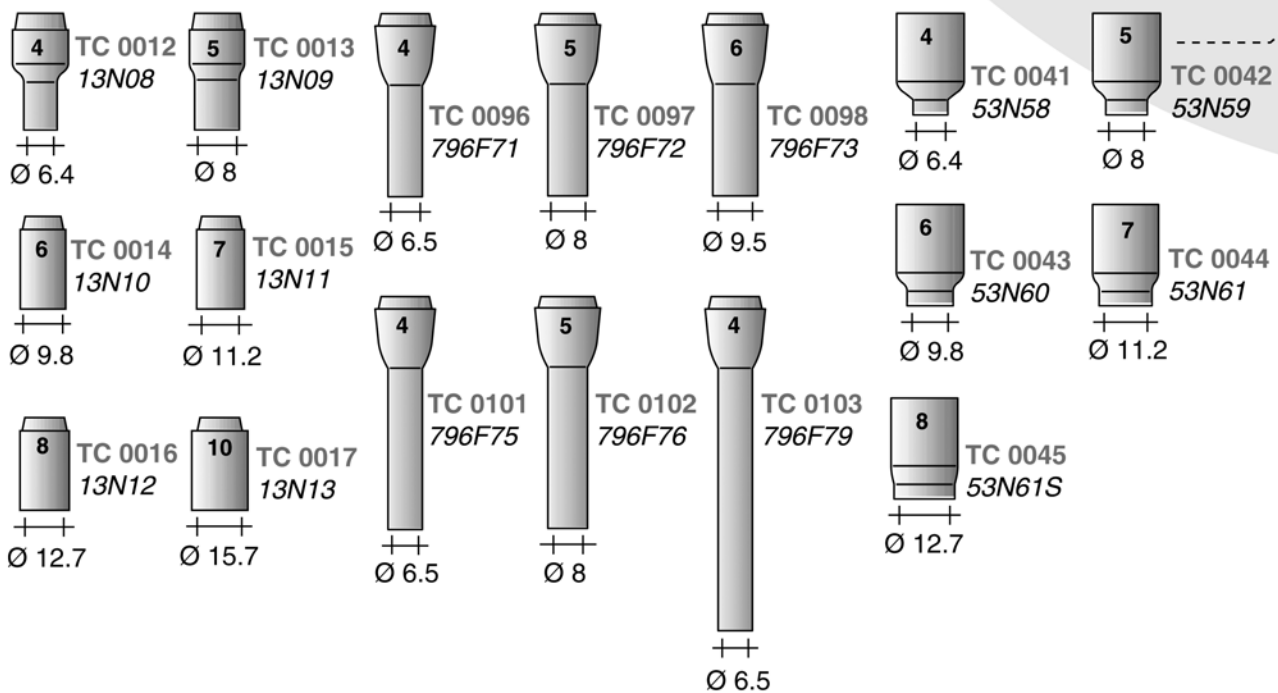 4
TC 0012
13N08
Ø 6.4
5
TC 0013
13N09
Ø 8
4
TC 0096
796F71
Ø 6.5
5
TC 0097
796F72
Ø 8
6
TC 0098
796F73
Ø 9.5
4
TC 0041
53N58
Ø 6.4
5
TC 0042
53N59
Ø 8
6
TC 0014
13N10
Ø 9.8
7
TC 0015
13N11
Ø 11.2
6
TC 0043
53N60
Ø 9.8
7
TC 0044
53N61
Ø 11.2
4
TC 0101
796F75
Ø 6.5
5
TC 0102
796F76
Ø 8
4
TC 0103
796F79
Ø 6.5
8
TC 0016
13N12
Ø 12.7
10
TC 0017
13N13
Ø 15.7
8
TC 0045
53N61S
Ø 12.7